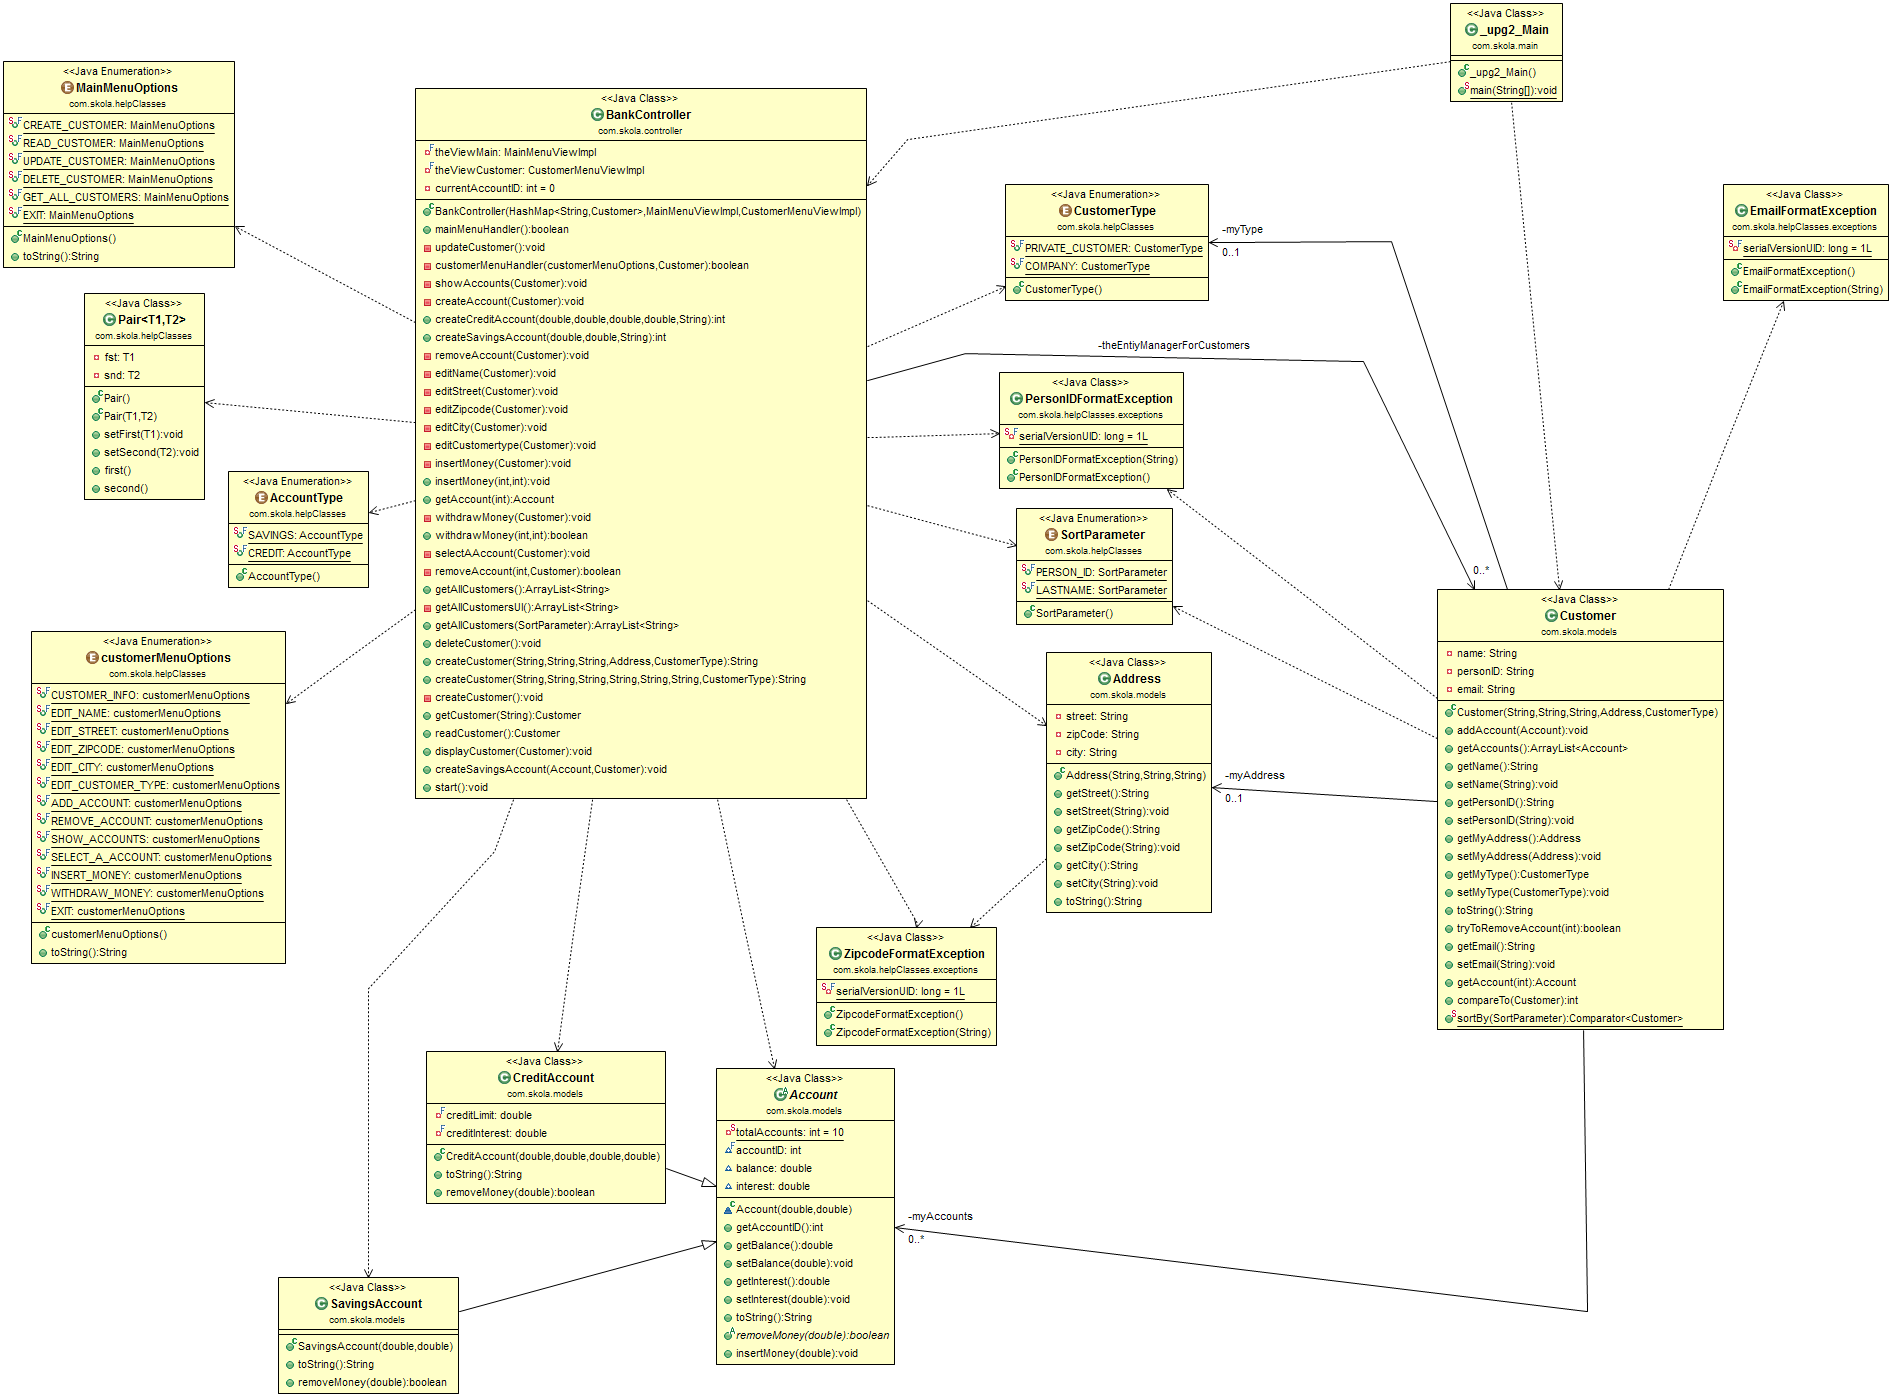 <<Java Class>>
_upg2_Main
com.skola.main
_upg2_Main()
main(String[]):void
<<Java Enumeration>>
MainMenuOptions
com.skola.helpClasses
CREATE_CUSTOMER: MainMenuOptions
READ_CUSTOMER: MainMenuOptions
UPDATE_CUSTOMER: MainMenuOptions
DELETE_CUSTOMER: MainMenuOptions
GET_ALL_CUSTOMERS: MainMenuOptions
EXIT: MainMenuOptions
MainMenuOptions()
toString():String
<<Java Class>>
BankController
com.skola.controller
theViewMain: MainMenuViewImpl
theViewCustomer: CustomerMenuViewImpl
currentAccountID: int = 0
BankController(HashMap<String,Customer>,MainMenuViewImpl,CustomerMenuViewImpl)
mainMenuHandler():boolean
updateCustomer():void
customerMenuHandler(customerMenuOptions,Customer):boolean
showAccounts(Customer):void
createAccount(Customer):void
createCreditAccount(double,double,double,double,String):int
createSavingsAccount(double,double,String):int
removeAccount(Customer):void
editName(Customer):void
editStreet(Customer):void
editZipcode(Customer):void
editCity(Customer):void
editCustomertype(Customer):void
insertMoney(Customer):void
insertMoney(int,int):void
getAccount(int):Account
withdrawMoney(Customer):void
withdrawMoney(int,int):boolean
selectAAccount(Customer):void
removeAccount(int,Customer):boolean
getAllCustomers():ArrayList<String>
getAllCustomersUI():ArrayList<String>
getAllCustomers(SortParameter):ArrayList<String>
deleteCustomer():void
createCustomer(String,String,String,Address,CustomerType):String
createCustomer(String,String,String,String,String,String,CustomerType):String
createCustomer():void
getCustomer(String):Customer
readCustomer():Customer
displayCustomer(Customer):void
createSavingsAccount(Account,Customer):void
start():void
<<Java Enumeration>>
CustomerType
com.skola.helpClasses
PRIVATE_CUSTOMER: CustomerType
COMPANY: CustomerType
CustomerType()
-myType
0..1
<<Java Class>>
EmailFormatException
com.skola.helpClasses.exceptions
serialVersionUID: long = 1L
EmailFormatException()
EmailFormatException(String)
<<Java Class>>
Pair<T1,T2>
com.skola.helpClasses
fst: T1
snd: T2
Pair()
Pair(T1,T2)
setFirst(T1):void
setSecond(T2):void
first()
second()
-theEntiyManagerForCustomers
0..*
<<Java Class>>
PersonIDFormatException
com.skola.helpClasses.exceptions
serialVersionUID: long = 1L
PersonIDFormatException(String)
PersonIDFormatException()
<<Java Enumeration>>
AccountType
com.skola.helpClasses
SAVINGS: AccountType
CREDIT: AccountType
AccountType()
<<Java Enumeration>>
SortParameter
com.skola.helpClasses
PERSON_ID: SortParameter
LASTNAME: SortParameter
SortParameter()
<<Java Class>>
Customer
com.skola.models
name: String
personID: String
email: String
Customer(String,String,String,Address,CustomerType)
addAccount(Account):void
getAccounts():ArrayList<Account>
getName():String
setName(String):void
getPersonID():String
setPersonID(String):void
getMyAddress():Address
setMyAddress(Address):void
getMyType():CustomerType
setMyType(CustomerType):void
toString():String
tryToRemoveAccount(int):boolean
getEmail():String
setEmail(String):void
getAccount(int):Account
compareTo(Customer):int
sortBy(SortParameter):Comparator<Customer>
<<Java Enumeration>>
customerMenuOptions
com.skola.helpClasses
CUSTOMER_INFO: customerMenuOptions
EDIT_NAME: customerMenuOptions
EDIT_STREET: customerMenuOptions
EDIT_ZIPCODE: customerMenuOptions
EDIT_CITY: customerMenuOptions
EDIT_CUSTOMER_TYPE: customerMenuOptions
ADD_ACCOUNT: customerMenuOptions
REMOVE_ACCOUNT: customerMenuOptions
SHOW_ACCOUNTS: customerMenuOptions
SELECT_A_ACCOUNT: customerMenuOptions
INSERT_MONEY: customerMenuOptions
WITHDRAW_MONEY: customerMenuOptions
EXIT: customerMenuOptions
customerMenuOptions()
toString():String
<<Java Class>>
Address
com.skola.models
street: String
zipCode: String
city: String
Address(String,String,String)
getStreet():String
setStreet(String):void
getZipCode():String
setZipCode(String):void
getCity():String
setCity(String):void
toString():String
-myAddress
0..1
<<Java Class>>
ZipcodeFormatException
com.skola.helpClasses.exceptions
serialVersionUID: long = 1L
ZipcodeFormatException()
ZipcodeFormatException(String)
<<Java Class>>
CreditAccount
com.skola.models
creditLimit: double
creditInterest: double
CreditAccount(double,double,double,double)
toString():String
removeMoney(double):boolean
<<Java Class>>
Account
com.skola.models
totalAccounts: int = 10
accountID: int
balance: double
interest: double
Account(double,double)
getAccountID():int
getBalance():double
setBalance(double):void
getInterest():double
setInterest(double):void
toString():String
removeMoney(double):boolean
insertMoney(double):void
-myAccounts
0..*
<<Java Class>>
SavingsAccount
com.skola.models
SavingsAccount(double,double)
toString():String
removeMoney(double):boolean